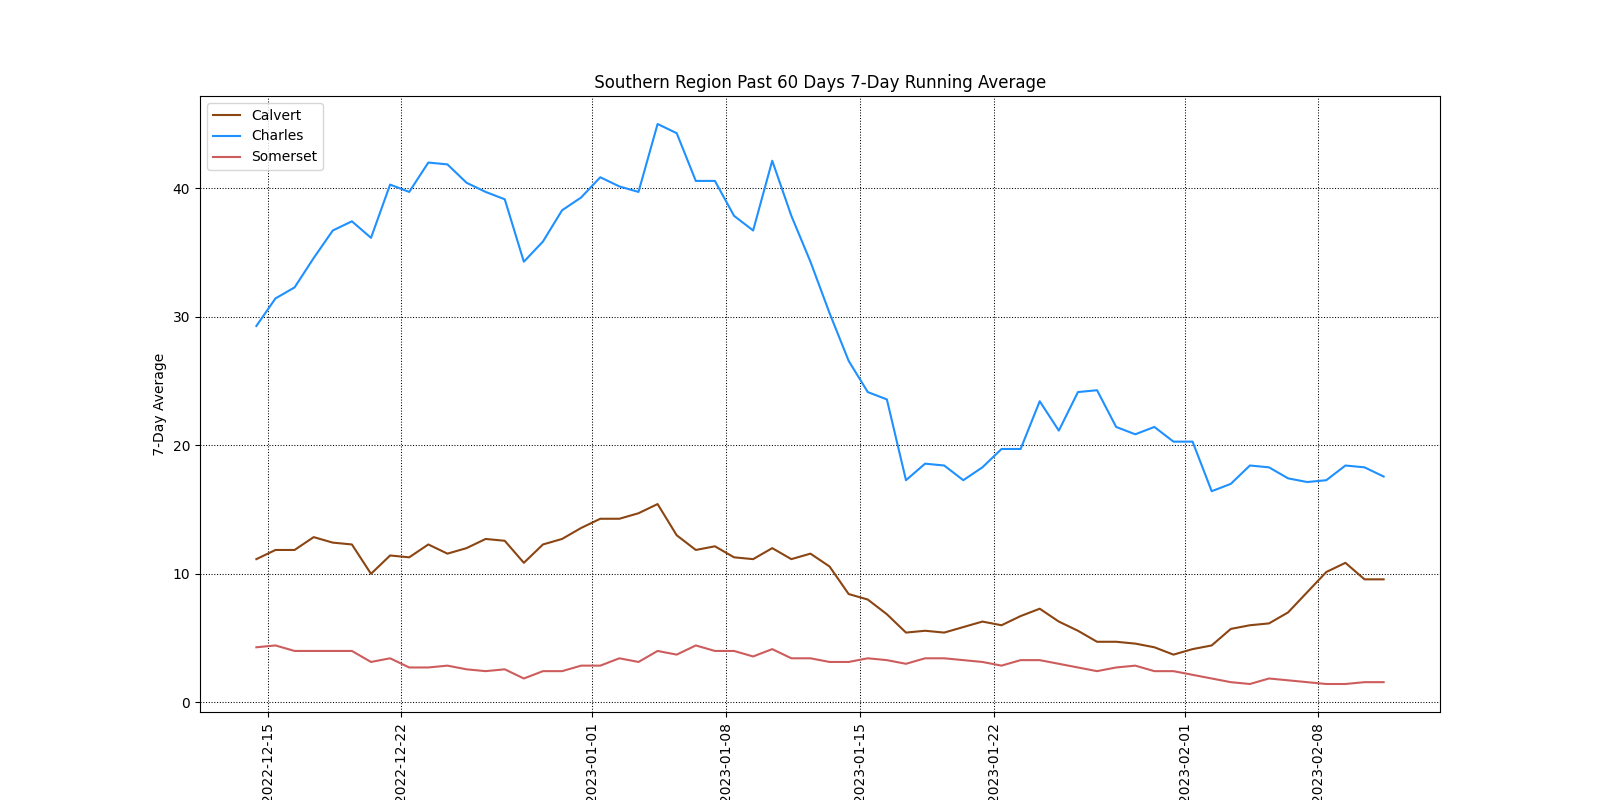 Southern Region Past 60 Days 7-Day Running Average
Calvert
Charles
Somerset
7-Day Average
40
30
20
10
0
2022-12-15
2022-12-22
2023-01-01
2023-01-08
2023-01-15
2023-01-22
2023-02-01
2023-02-08